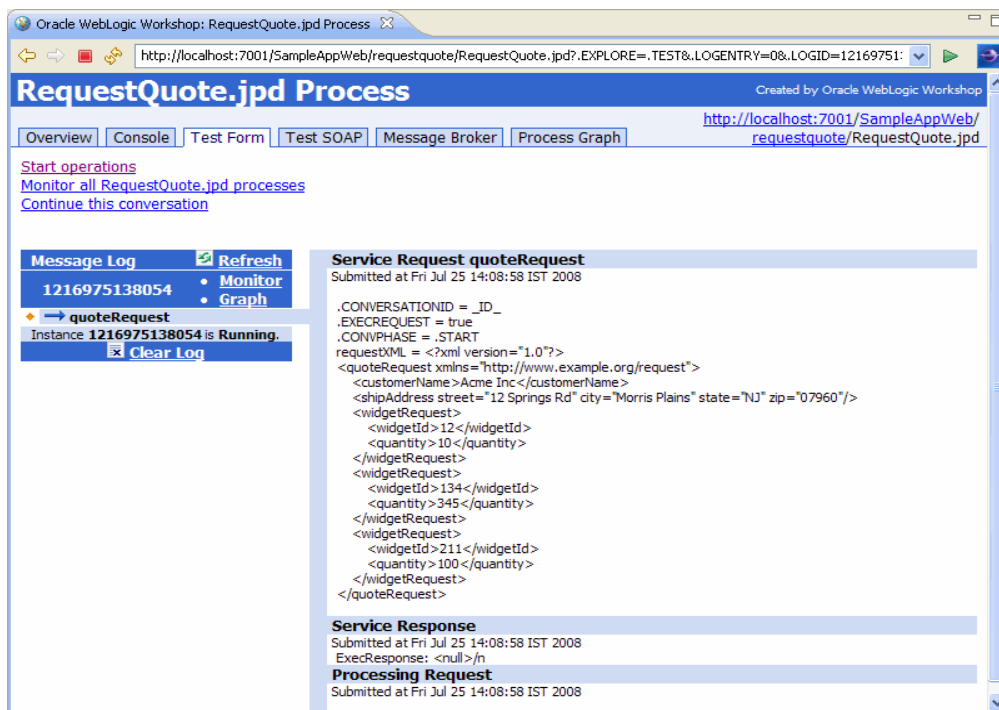 Oracle WebLogic Workshop: RequestQuote.jpd Process
http://localhost:7001/SampleAppWeb/requestquote/RequestQuote.jpd?.EXPLORE=.TEST&.LOGENTRY=0&.LOGID=12169751
RequestQuote.jpd Process
Created by Oracle WebLogic Workshop
http://localhost:7001/SampleAppWeb/
requestquote/RequestQuote.jpd
Overview Console Test Form Test SOAP Message Broker Process Graph
Start operations
Monitor all RequestQuote.jpd processes
Continue this conversation
Message Log Refresh
1216975138054
• Monitor
• Graph
quoteRequest
Instance 1216975138054 is Running.
Clear Log
Service Request quoteRequest
Submitted at Fri Jul 25 14:08:58 IST 2008
.CONVERSATIONID = _ID_
.EXECREQUEST = true
.CONVPHASE = .START
requestXML = <?xml version="1.0"?>
<quoteRequest xmlns="http://www.example.org/request">
<customerName>Acme Inc</customerName>
<shipAddress street="12 Springs Rd" city="Morris Plains" state="NJ" zip="07960"/>
<widgetRequest>
<widgetId>12</widgetId>
<quantity>10</quantity>
</widgetRequest>
<widgetRequest>
<widgetId>134</widgetId>
<quantity>345</quantity>
</widgetRequest>
<widgetRequest>
<widgetId>211</widgetId>
<quantity>100</quantity>
</widgetRequest>
</quoteRequest>
Service Response
Submitted at Fri Jul 25 14:08:58 IST 2008
ExecResponse: <null>/n
Processing Request
Submitted at Fri Jul 25 14:08:58 IST 2008